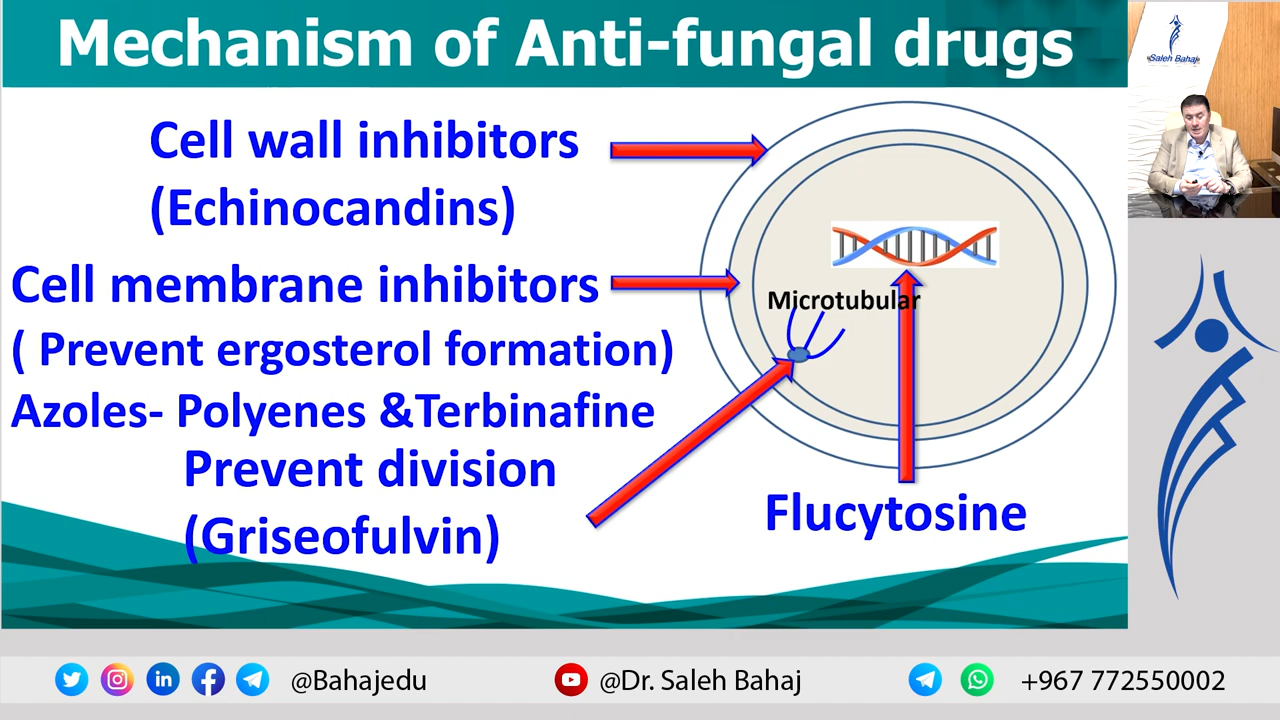 Mechanism of Anti-fungal drugs
Saleh Bahaj
Cell wall inhibitors
(Echinocandins)
Cell membrane inhibitors
( Prevent ergosterol formation)
Azoles- Polyenes &Terbinafine
Prevent division
(Griseofulvin)
Microtubular
Flucytosine
@Bahajedu
@Dr. Saleh Bahaj
+967 772550002